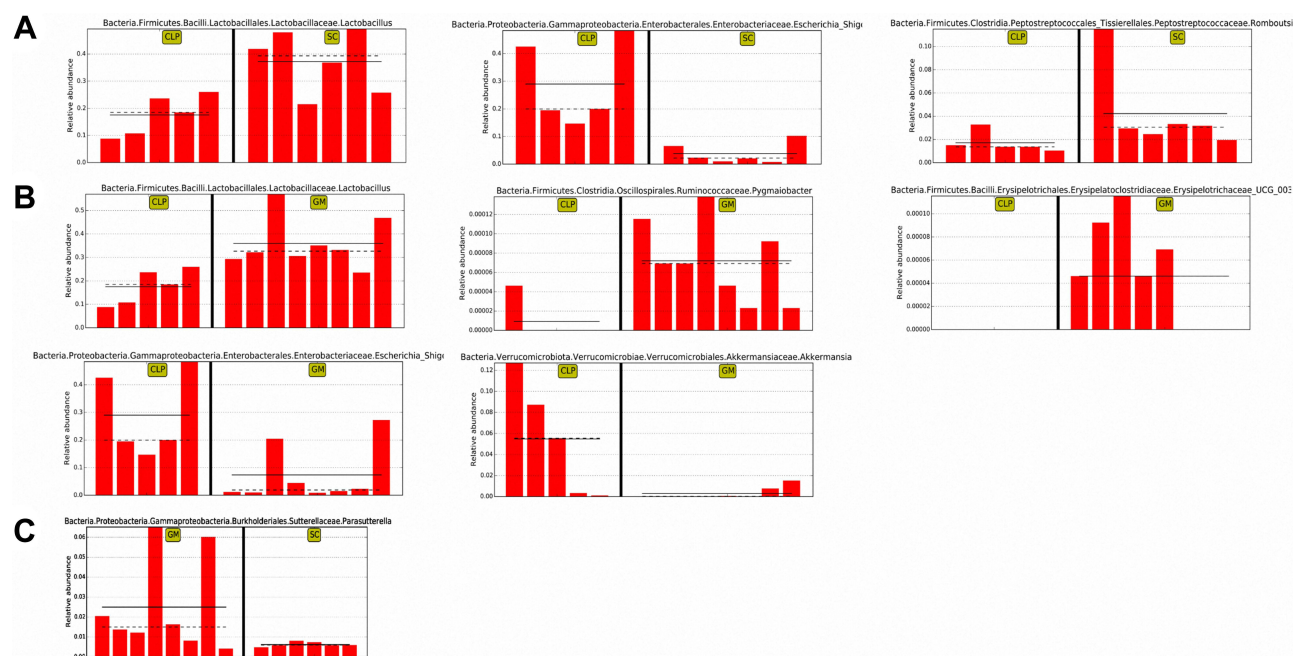 A
Bacteria.Firmicutes.Bacilli.Lactobacillales.Lactobacillaceae.Lactobacillus
CLP
SC
Relative abundance
0.4
0.3
0.2
0.1
0.0
Bacteria.Proteobacteria.Gammaproteobacteria.Enterobacterales.Enterobacteriaceae.Escherichia_Shig
CLP
SC
Relative abundance
0.4
0.3
0.2
0.1
0.0
Bacteria.Firmicutes.Clostridia.Peptostreptococcales_Tissierellales.Peptostreptococcaceae.Romboutsi
CLP
SC
Relative abundance
0.10
0.08
0.06
0.04
0.02
0.00
B
Bacteria.Firmicutes.Bacilli.Lactobacillales.Lactobacillaceae.Lactobacillus
CLP
GM
Relative abundance
0.5
0.4
0.3
0.2
0.1
0.0
Bacteria.Firmicutes.Clostridia.Oscillospirales.Ruminococcaceae.Pygmaiobacter
CLP
GM
Relative abundance
0.00012
0.00010
0.00008
0.00006
0.00004
0.00002
0.00000
Bacteria.Firmicutes.Bacilli.Erysipelotrichales.Erysipelatoclostridiaceae.Erysipelotrichaceae_UCG_003
CLP
GM
Relative abundance
0.00010
0.00008
0.00006
0.00004
0.00002
0.00000
Bacteria.Proteobacteria.Gammaproteobacteria.Enterobacterales.Enterobacteriaceae.Escherichia_Shig
CLP
GM
Relative abundance
0.4
0.3
0.2
0.1
0.0
Bacteria.Verrucomicrobiota.Verrucomicrobiae.Verrucomicrobiales.Akkermansiaceae.Akkermansia
CLP
GM
Relative abundance
0.12
0.10
0.08
0.06
0.04
0.02
0.00
C
Bacteria.Proteobacteria.Gammaproteobacteria.Burkholderiales.Sutterellaceae.Parasutterella
GM
SC
Relative abundance
0.06
0.05
0.04
0.03
0.02
0.01
0.00